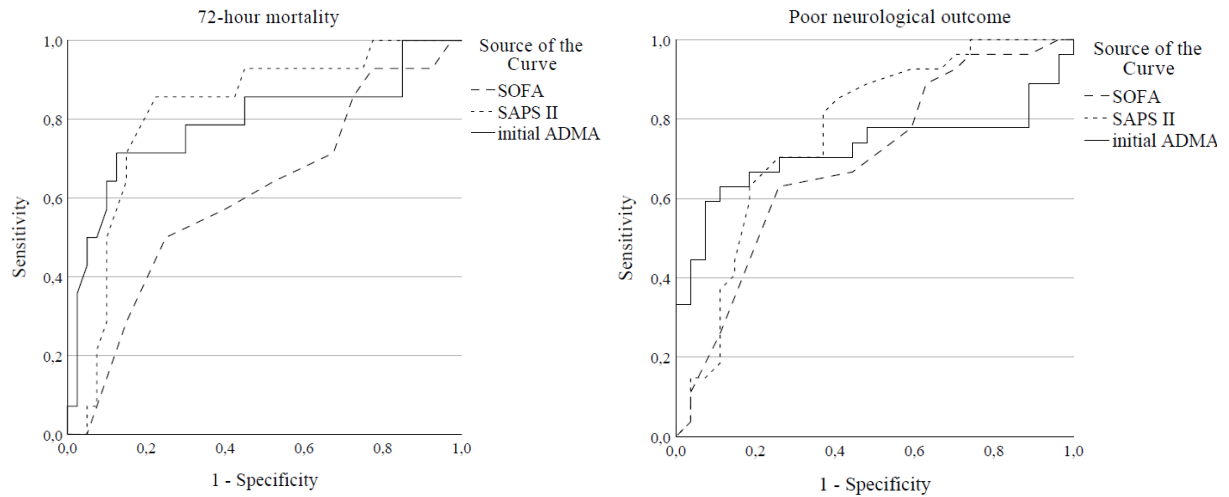 72-hour mortality
Source of the
Curve
SOFA
SAPS II
initial ADMA
Sensitivity
1,0
0,8
0,6
0,4
0,2
0,0
0,0 0,2 0,4 0,6 0,8 1,0
1 - Specificity
Poor neurological outcome
Source of the
Curve
SOFA
SAPS II
initial ADMA
Sensitivity
1,0
0,8
0,6
0,4
0,2
0,0
0,0 0,2 0,4 0,6 0,8 1,0
1 - Specificity